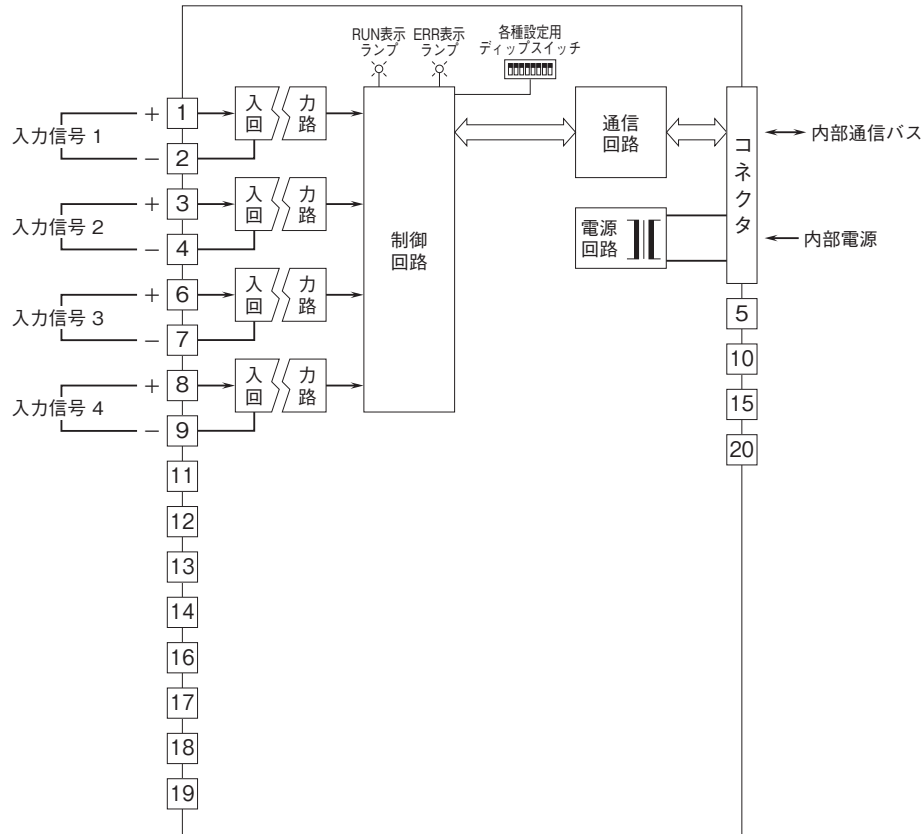 RUN表示
ランプ
ERR表示
ランプ
各種設定用
ディップスイッチ
入力信号 1
+ 1
− 2
入 力
回 路
入力信号 2
+ 3
− 4
入 力
回 路
入力信号 3
+ 6
− 7
入 力
回 路
入力信号 4
+ 8
− 9
入 力
回 路
11
12
13
14
16
17
18
19
制御
回路
通信
回路
電源
回路
コネクタ
内部通信バス
内部電源
5
10
15
20